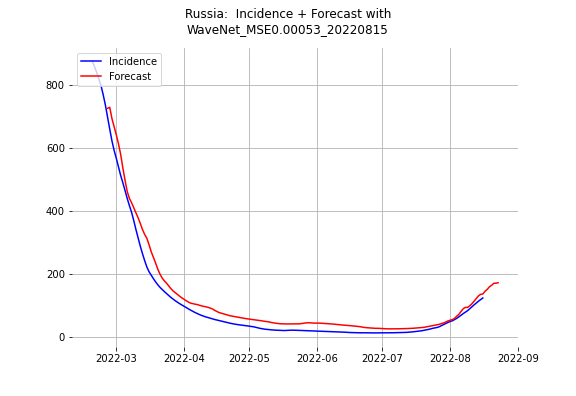 Russia:  Incidence + Forecast with
WaveNet_MSE0.00053_20220815
Incidence
Forecast
800
600
400
200
0
2022-03 2022-04 2022-05 2022-06 2022-07 2022-08 2022-09